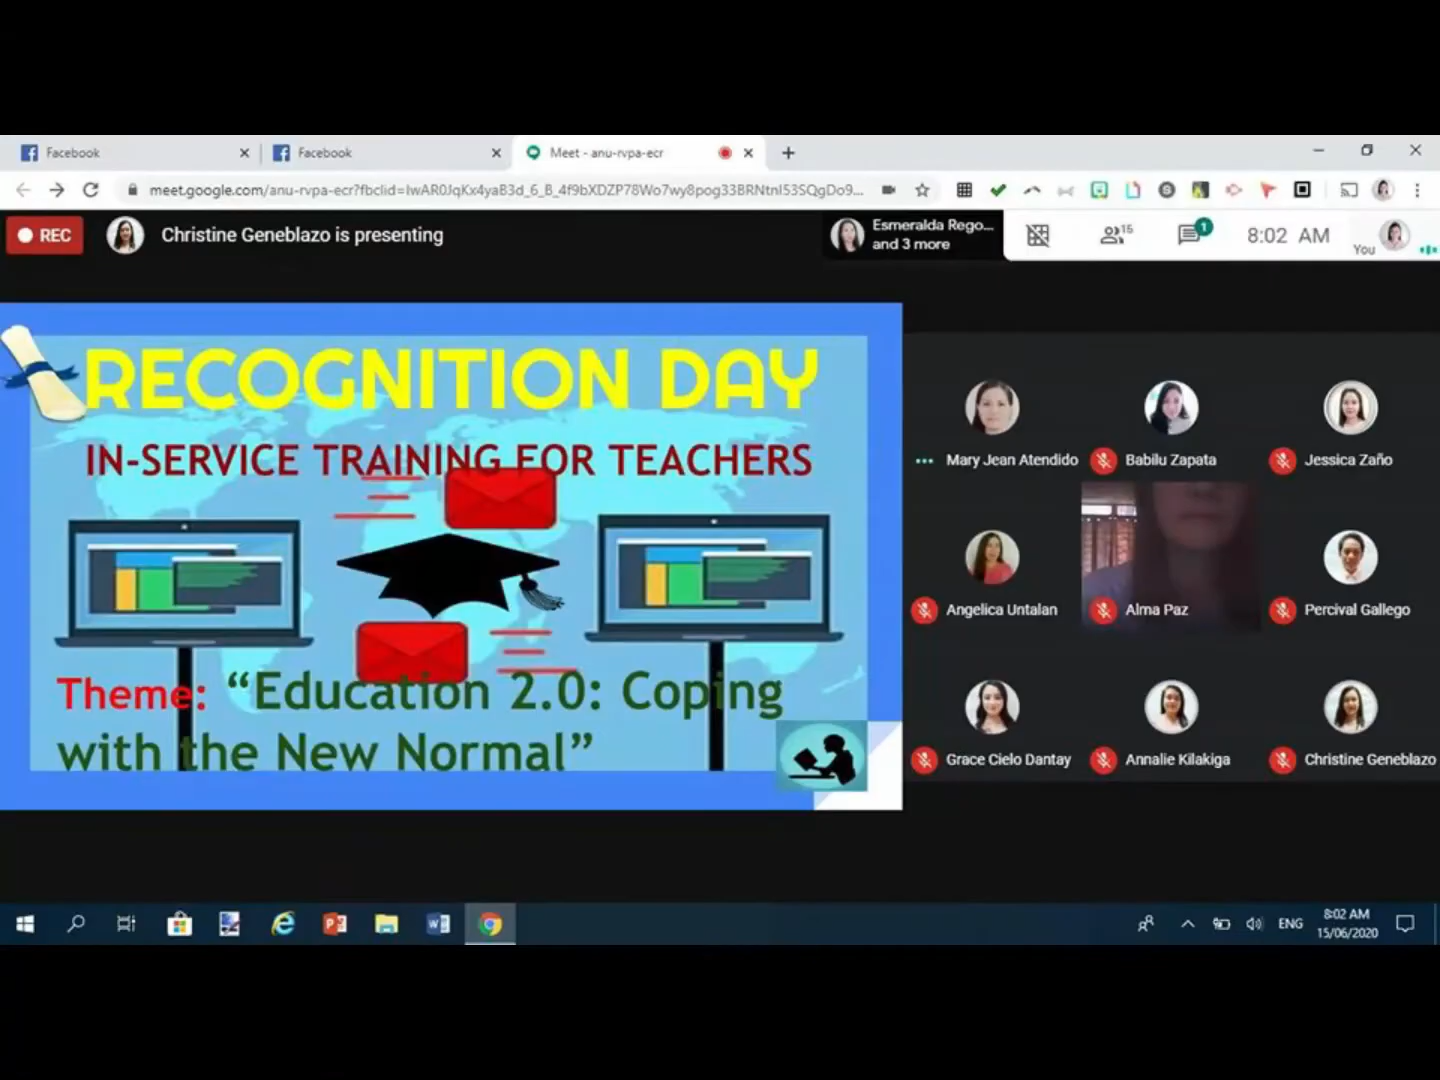 Facebook
Facebook
Meet - anu-rvpa-ecr
meet.google.com/anu-rvpa-ecr?fbclid=IwAR0JqKx4yaB3d_6_B_4f9bXDZP78Wo7wy8pog33BRNtnI53SQgDo9...
REC
Christine Geneblazo is presenting
Esmeralda Rego...
and 3 more
15
1
8:02 AM
You
RECOGNITION DAY
IN-SERVICE TRAINING FOR TEACHERS
Theme: “Education 2.0: Coping
with the New Normal”
Mary Jean Atendido
Babilu Zapata
Jessica Zaño
Angelica Untalan
Alma Paz
Percival Gallego
Grace Cielo Dantay
Annalie Kilakiga
Christine Geneblazo
ENG
8:02 AM
15/06/2020